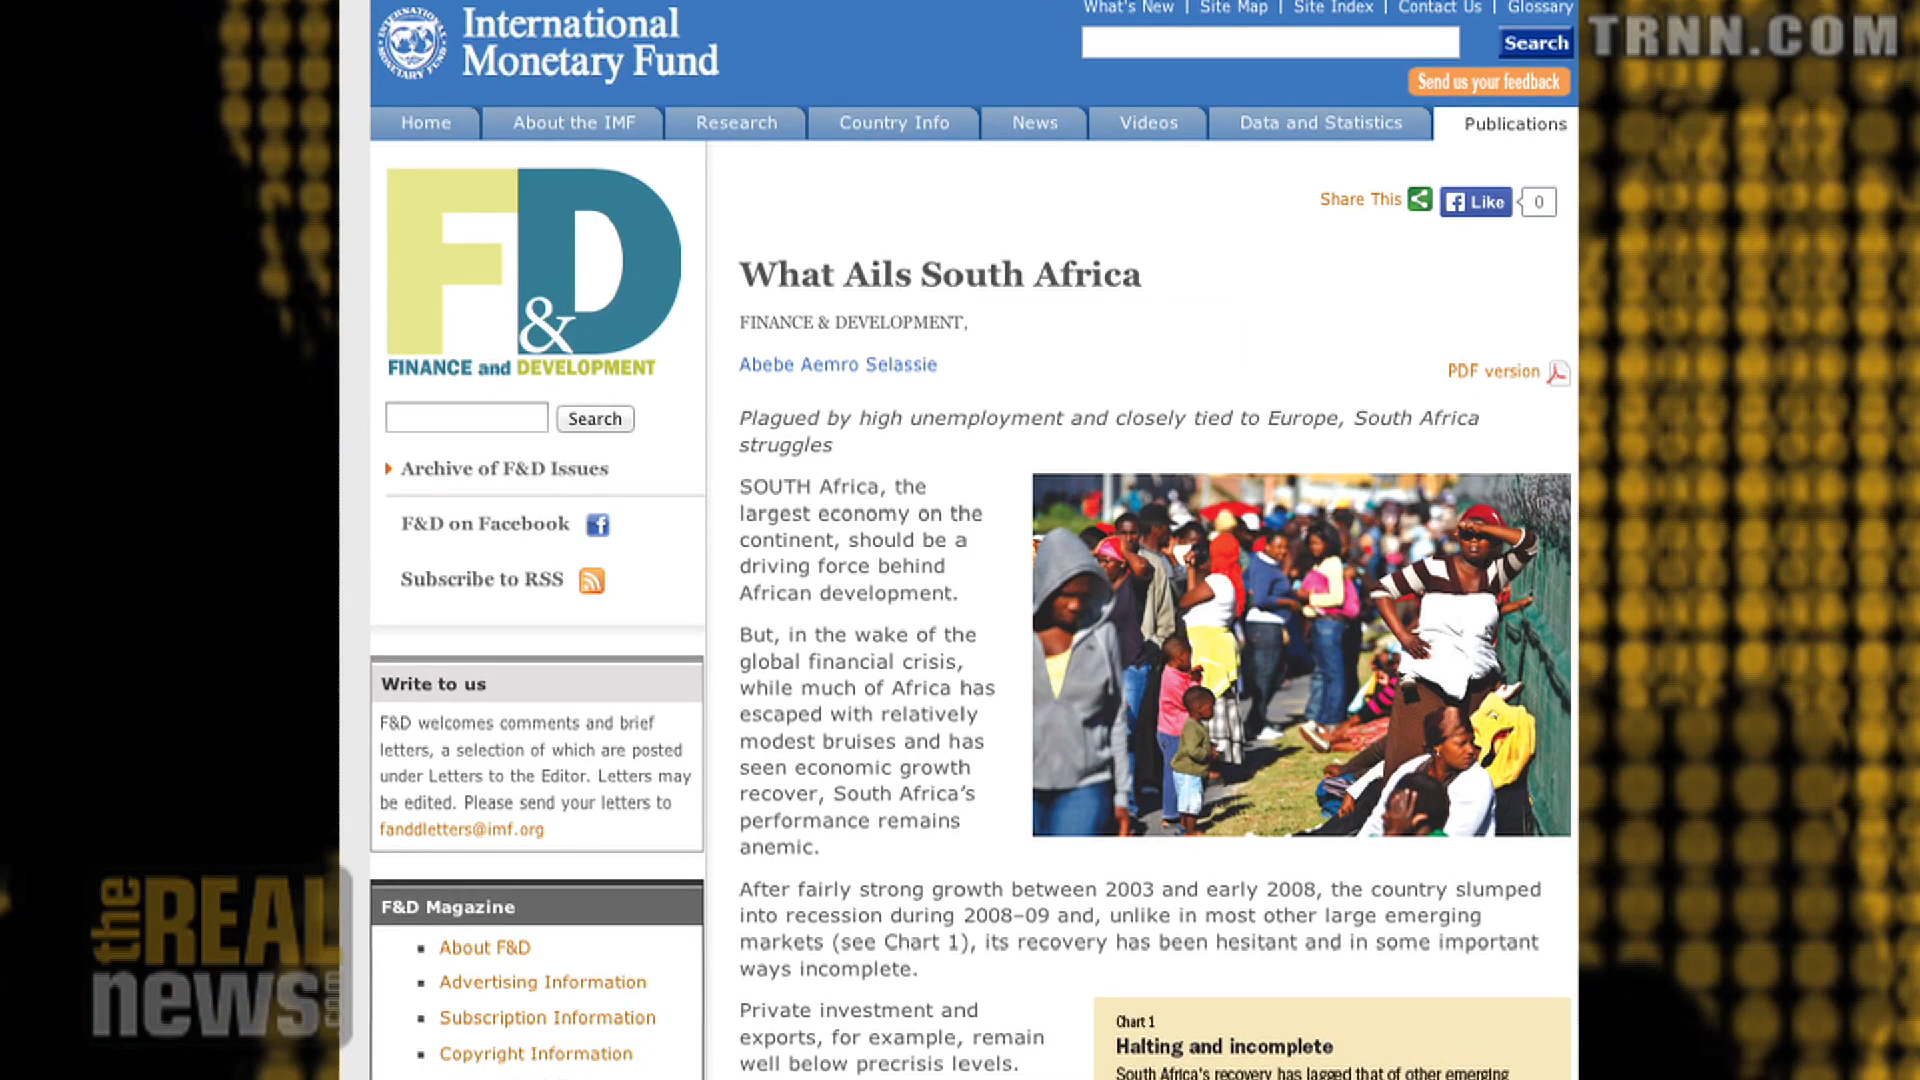 International
Monetary Fund
What's New | Site Map | Site Index | Contact Us | Glossary
Search
Send us your feedback
TRNN.COM
Home
About the IMF
Research
Country Info
News
Videos
Data and Statistics
Publications
F&D
FINANCE and DEVELOPMENT
Search
Archive of F&D Issues
F&D on Facebook
Subscribe to RSS
Write to us
F&D welcomes comments and brief
letters, a selection of which are posted
under Letters to the Editor. Letters may
be edited. Please send your letters to
fanddletters@imf.org
F&D Magazine
About F&D
Advertising Information
Subscription Information
Copyright Information
Share This
Like
0
What Ails South Africa
FINANCE & DEVELOPMENT,
Abebe Aemro Selassie
PDF version
Plagued by high unemployment and closely tied to Europe, South Africa
struggles
SOUTH Africa, the
largest economy on the
continent, should be a
driving force behind
African development.
But, in the wake of the
global financial crisis,
while much of Africa has
escaped with relatively
modest bruises and has
seen economic growth
recover, South Africa's
performance remains
anemic.
After fairly strong growth between 2003 and early 2008, the country slumped
into recession during 2008–09 and, unlike in most other large emerging
markets (see Chart 1), its recovery has been hesitant and in some important
ways incomplete.
Private investment and
exports, for example, remain
well below precrisis levels.
Chart 1
Halting and incomplete
South Africa's recovery has lagged that of other emerging
the REAL
news.com